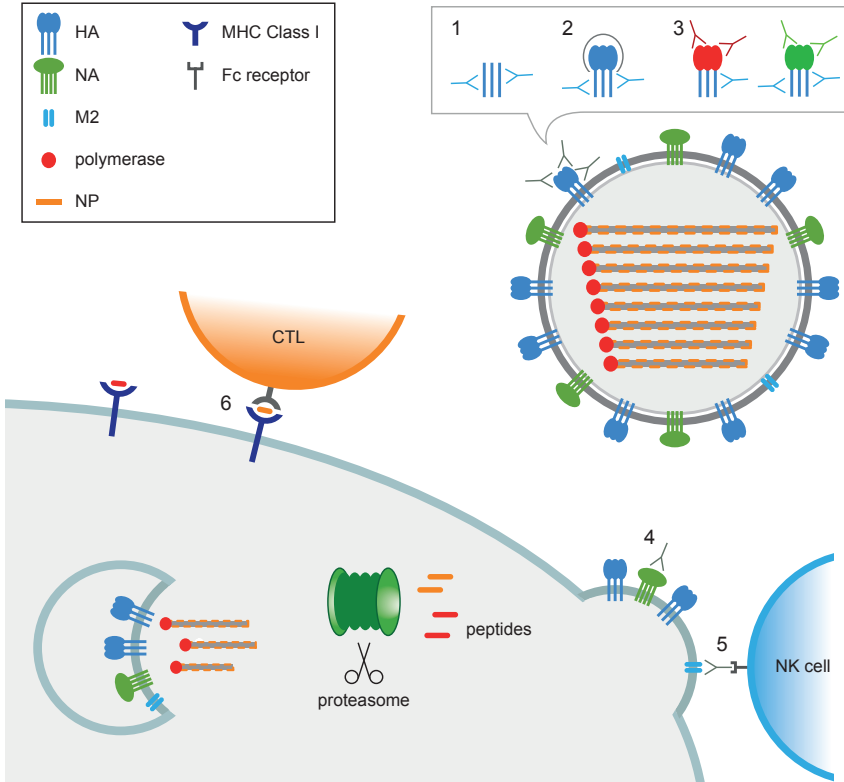 HA
NA
M2
polymerase
NP
MHC Class I
Fc receptor
1
2
3
CTL
6
4
5
NK cell
peptides
proteasome